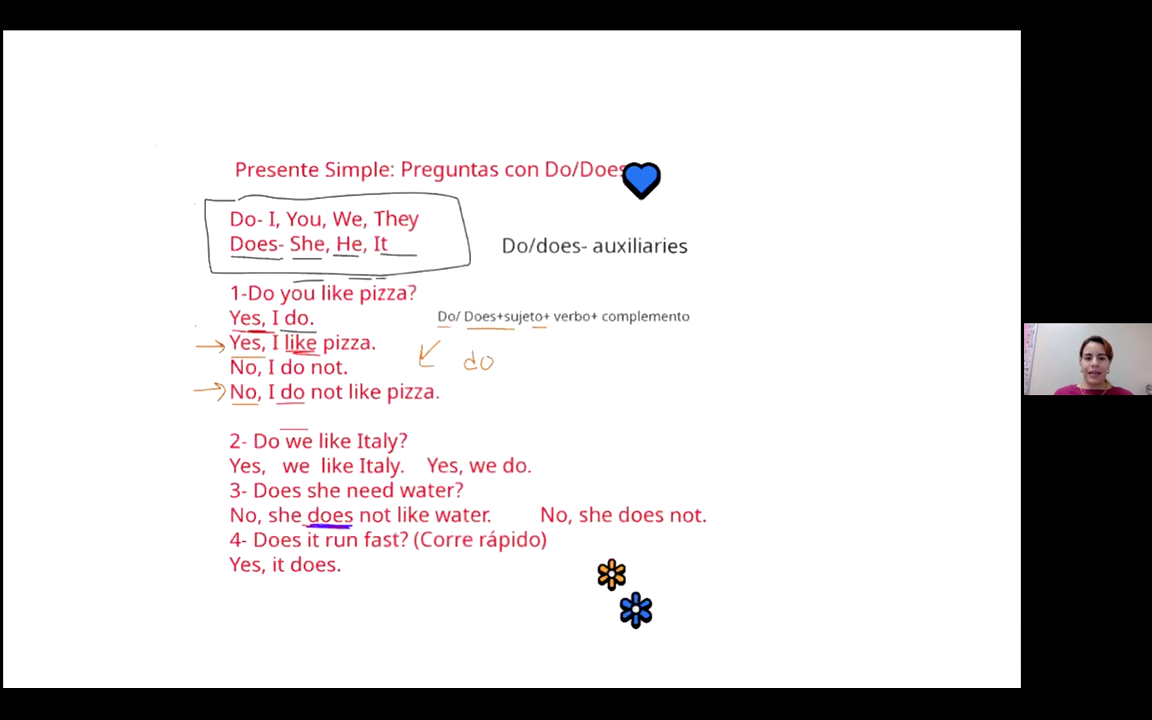 Presente Simple: Preguntas con Do/Does
Do- I, You, We, They
Does- She, He, It
Do/does- auxiliaries
1-Do you like pizza?
Yes, I do.
Do/ Does+sujeto+ verbo+ complemento
Yes, I like pizza.
do
No, I do not.
No, I do not like pizza.
2- Do we like Italy?
Yes, we like Italy. Yes, we do.
3- Does she need water?
No, she does not like water. No, she does not.
4- Does it run fast? (Corre rápido)
Yes, it does.